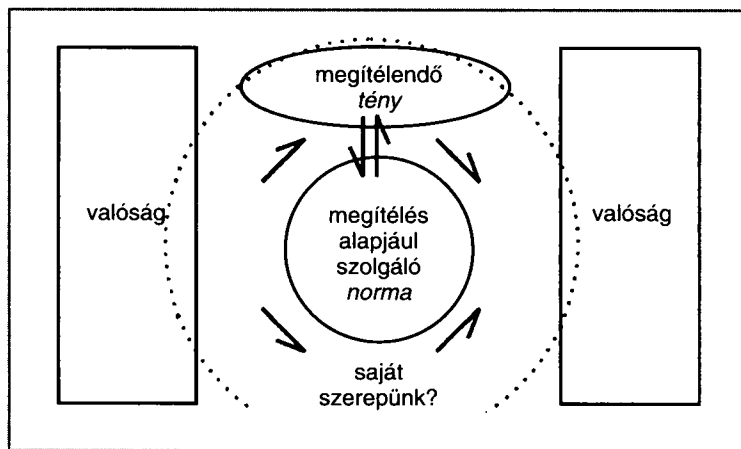 megítélendő
tény
valóság
megítélés
alapjául
szolgáló
norma
valóság
saját
szerepünk?